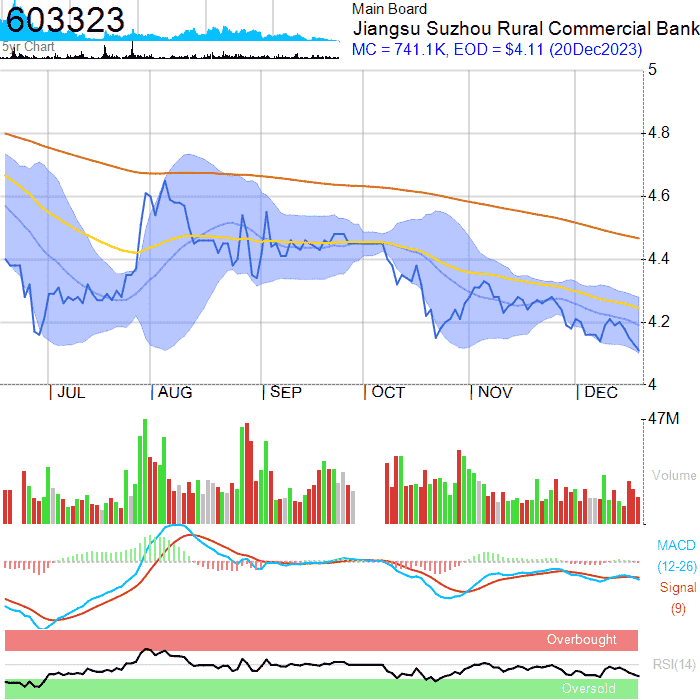 603323
Main Board
Jiangsu Suzhou Rural Commercial Bank
5yr Chart
MC = 741.1K, EOD = $4.11 (20Dec2023)
5
4.8
4.6
4.4
4.2
4
JUL AUG SEP OCT NOV DEC
47M
Volume
MACD
(12-26)
Signal
(9)
Overbought
RSI(14)
Oversold